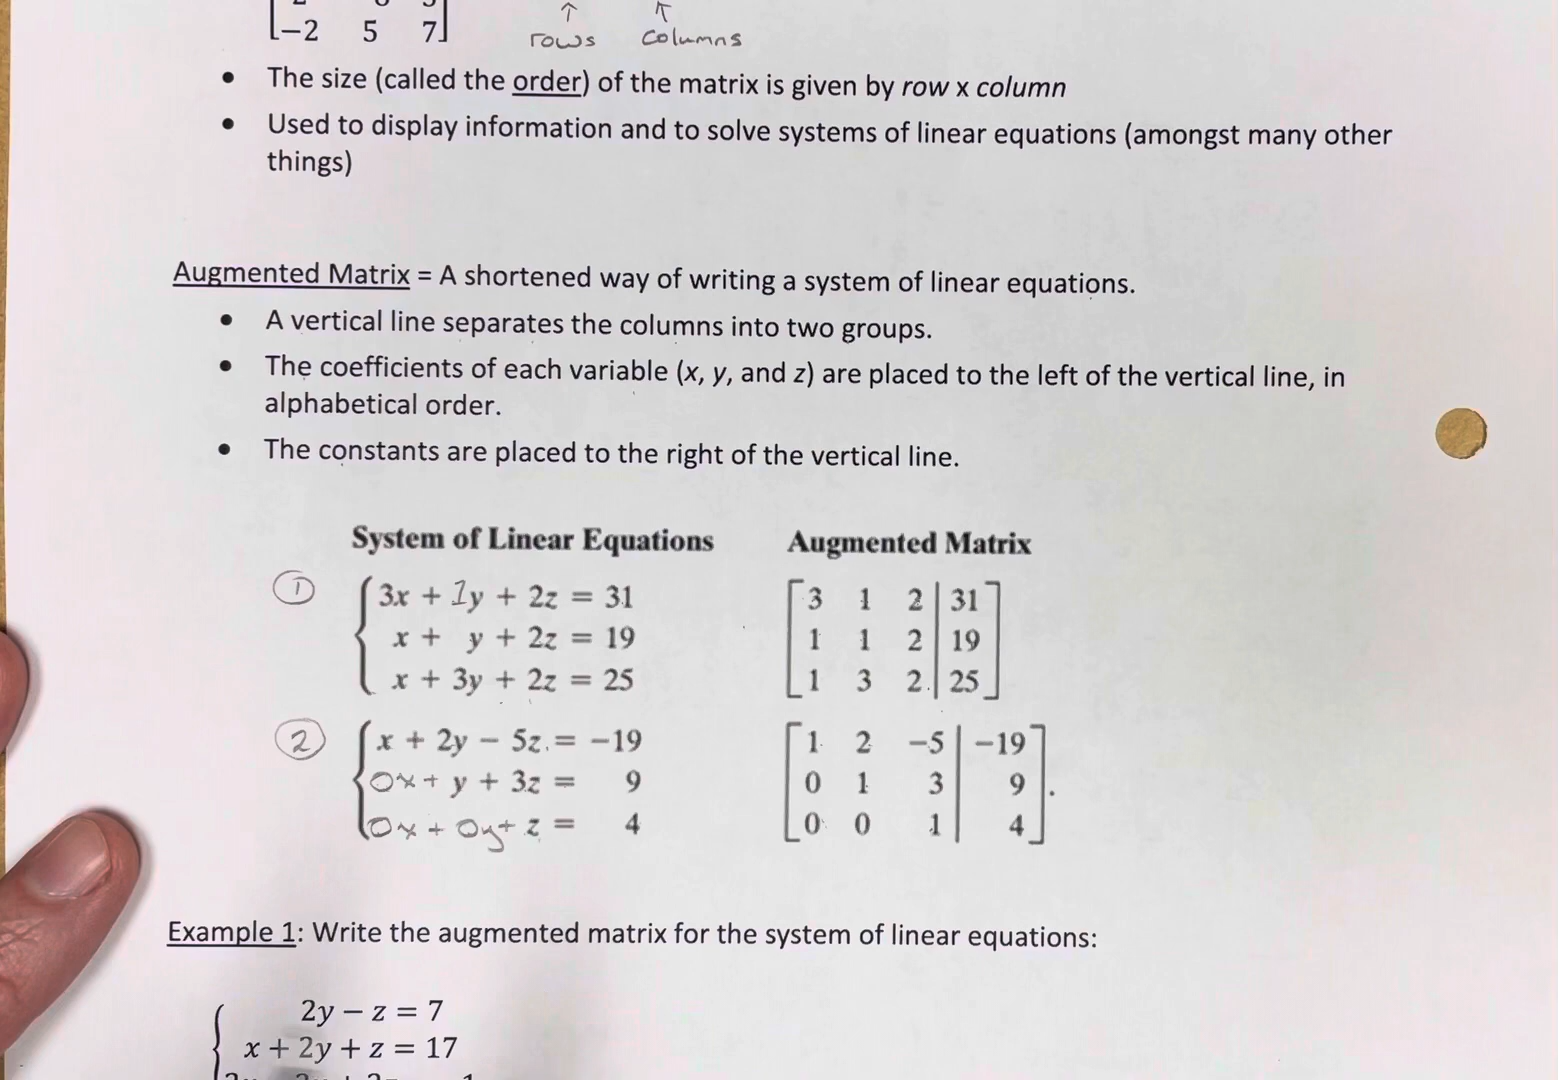 -2 5 7]
↑ ↑
rows columns
• The size (called the order) of the matrix is given by row x column
• Used to display information and to solve systems of linear equations (amongst many other
things)
Augmented Matrix = A shortened way of writing a system of linear equations.
• A vertical line separates the columns into two groups.
• The coefficients of each variable (x, y, and z) are placed to the left of the vertical line, in
alphabetical order.
• The constants are placed to the right of the vertical line.
System of Linear Equations Augmented Matrix
① 3x + 1y + 2z = 31 [3 1 2 | 31]
x + y + 2z = 19 [1 1 2 | 19]
x + 3y + 2z = 25 [1 3 2 | 25]
② x + 2y − 5z = −19 [1 2 −5 | −19]
0x + y + 3z = 9 [0 1 3 | 9].
0x + 0y + z = 4 [0 0 1 | 4]
Example 1: Write the augmented matrix for the system of linear equations:
2y − z = 7
x + 2y + z = 17